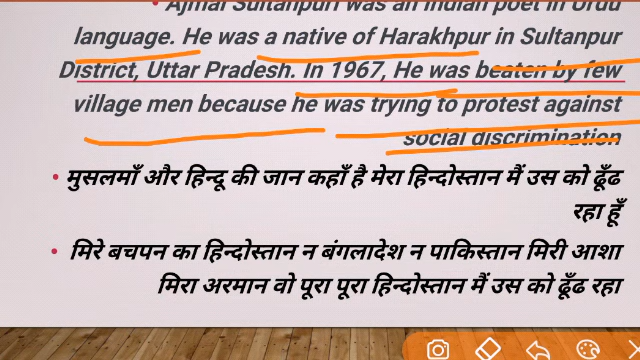 Ajmal Sultanpuri was an Indian poet in Urdu
language. He was a native of Harakhpur in Sultanpur
District, Uttar Pradesh. In 1967, He was beaten by few
village men because he was trying to protest against
social discrimination
• मुसलमाँ और हिन्दू की जान कहाँ है मेरा हिन्दोस्तान मैं उस को ढूँढ
रहा हूँ
• मिरे बचपन का हिन्दोस्तान न बंगलादेश न पाकिस्तान मिरी आशा
मिरा अरमान वो पूरा पूरा हिन्दोस्तान मैं उस को ढूँढ रहा